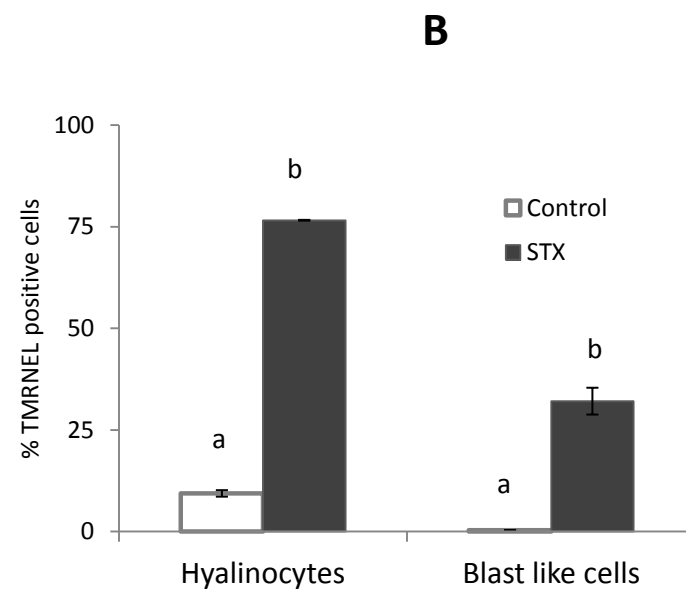 B
% TMRNEL positive cells
100
75
50
25
0
b
a
b
a
Control
STX
Hyalinocytes
Blast like cells